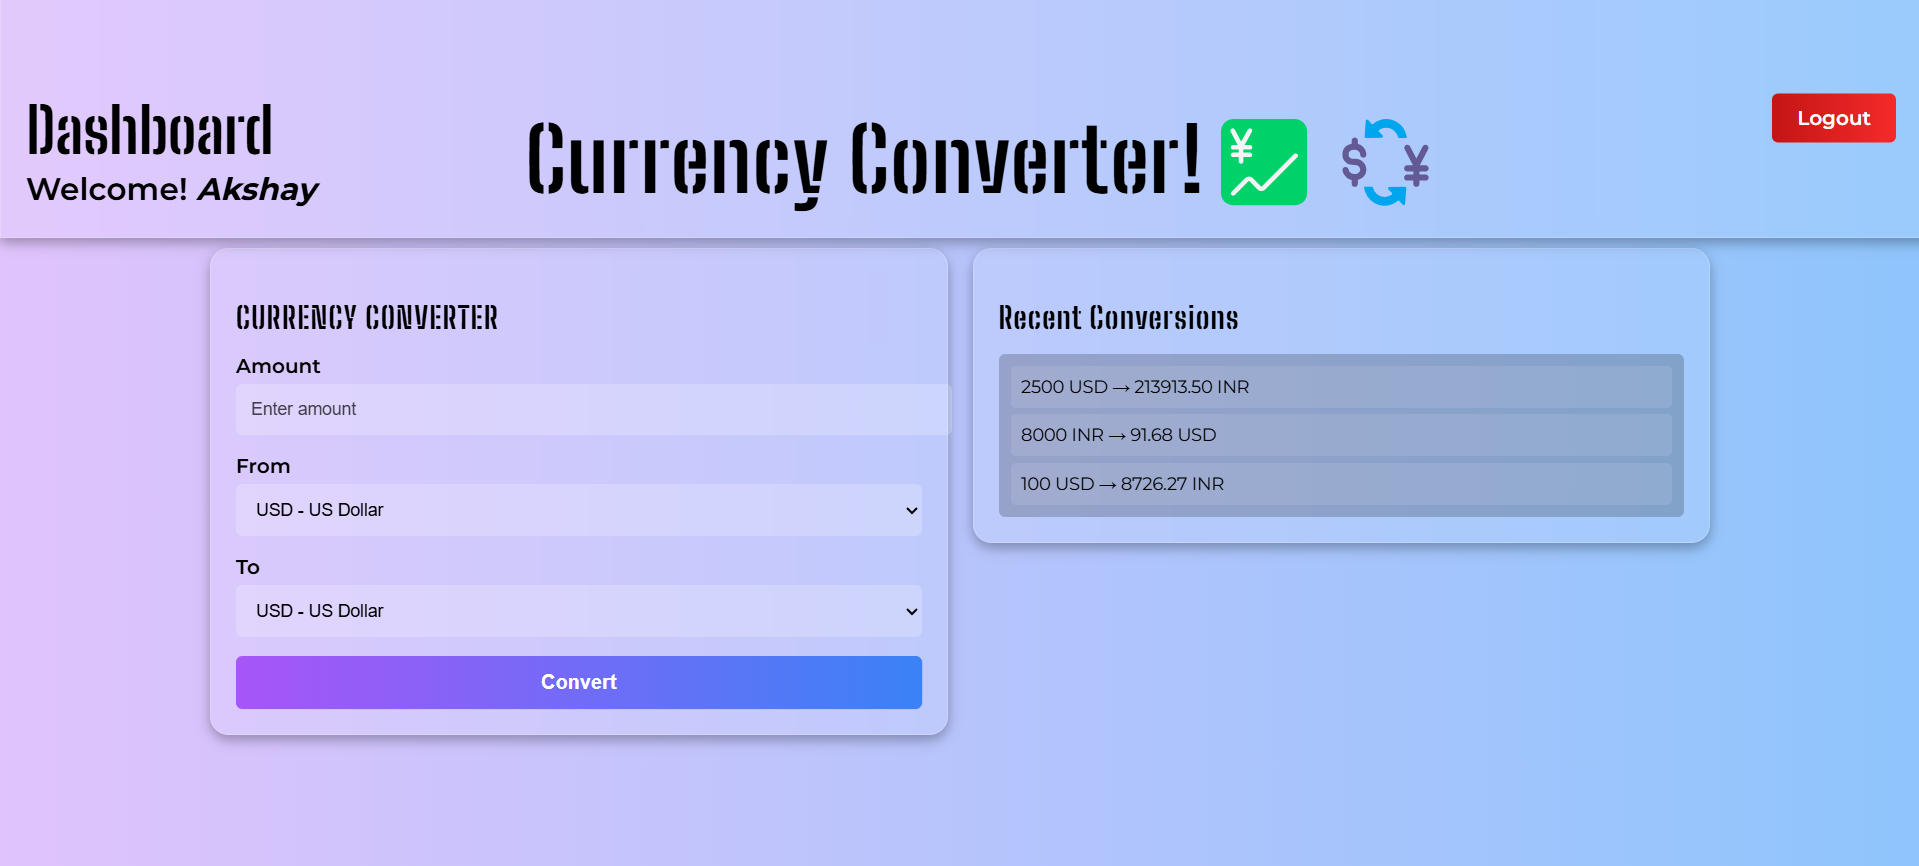 Dashboard
Welcome! Akshay
Currency Converter! 💹 💱
Logout
CURRENCY CONVERTER
Amount
Enter amount
From
USD - US Dollar
To
USD - US Dollar
Convert
Recent Conversions
2500 USD → 213913.50 INR
8000 INR → 91.68 USD
100 USD → 8726.27 INR